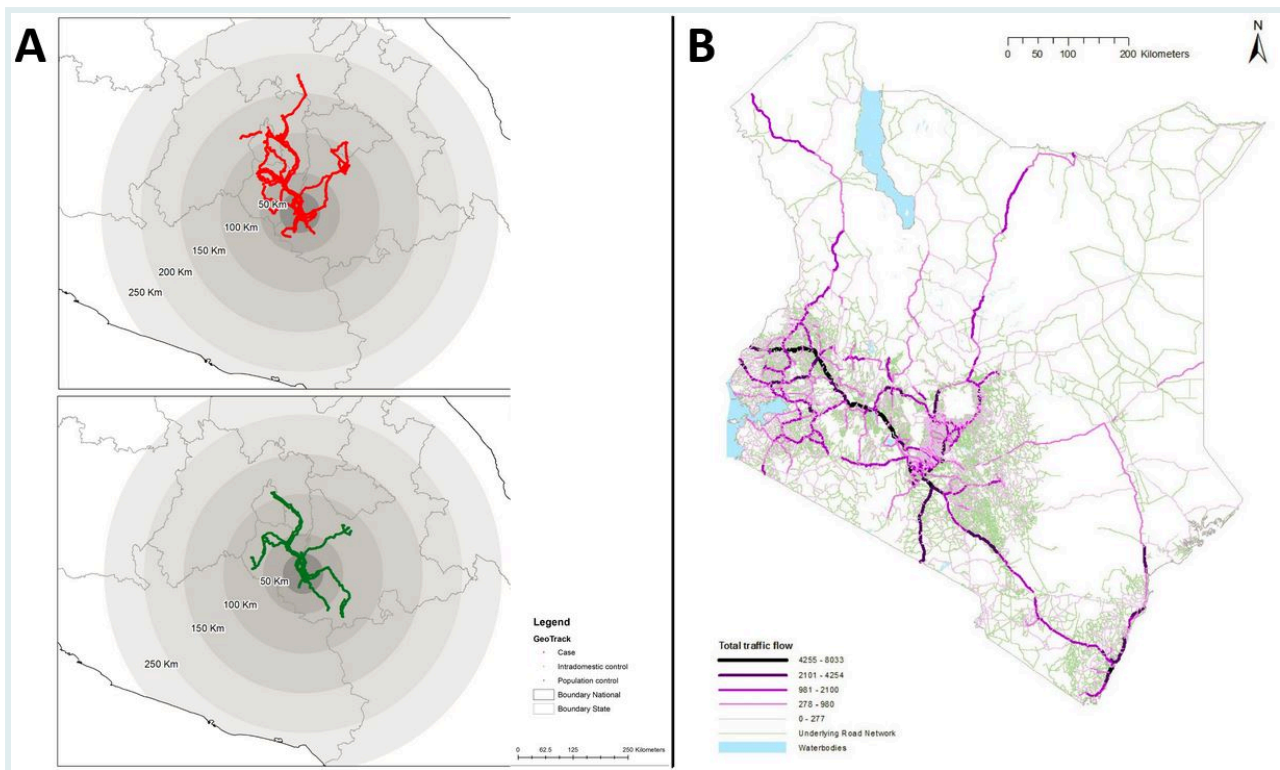 A
50 Km
100 Km
150 Km
200 Km
250 Km
50 Km
100 Km
150 Km
250 Km
Legend
GeoTrack
Case
Intradomestic control
Population control
Boundary National
Boundary State
0 62.5 125 250 Kilometers
B
N
0 50 100 200 Kilometers
Total traffic flow
4255 - 8033
2101 - 4254
981 - 2100
278 - 980
0 - 277
Underlying Road Network
Waterbodies